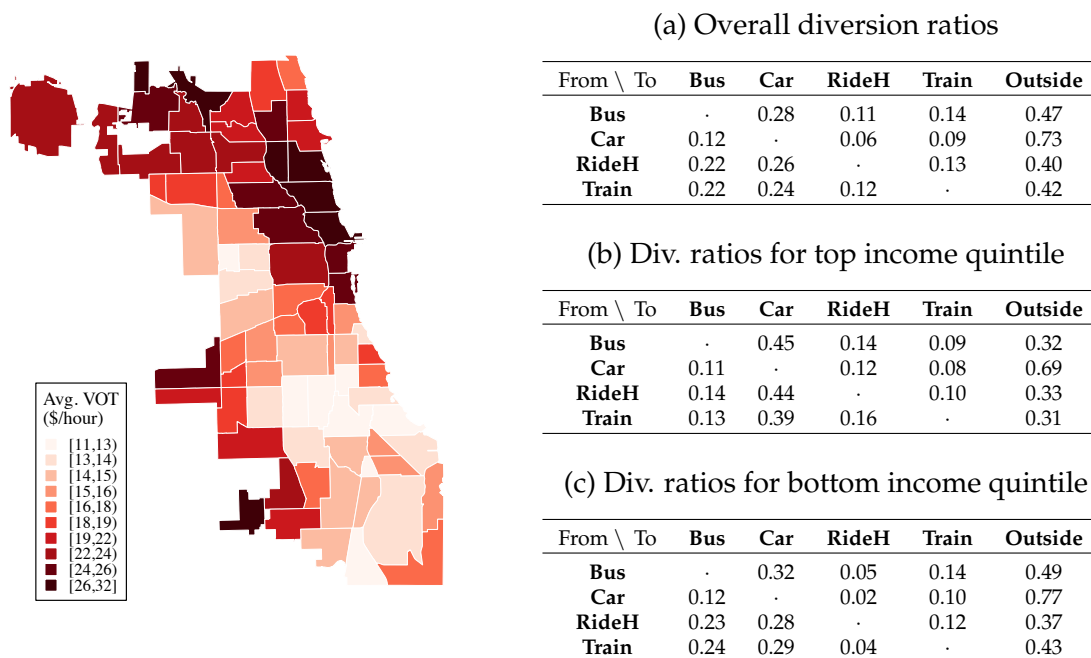 Avg. VOT
($/hour)
[11,13)
[13,14)
[14,15)
[15,16)
[16,18)
[18,19)
[19,22)
[22,24)
[24,26)
[26,32]
(a) Overall diversion ratios
From \ To Bus Car RideH Train Outside
Bus · 0.28 0.11 0.14 0.47
Car 0.12 · 0.06 0.09 0.73
RideH 0.22 0.26 · 0.13 0.40
Train 0.22 0.24 0.12 · 0.42
(b) Div. ratios for top income quintile
From \ To Bus Car RideH Train Outside
Bus · 0.45 0.14 0.09 0.32
Car 0.11 · 0.12 0.08 0.69
RideH 0.14 0.44 · 0.10 0.33
Train 0.13 0.39 0.16 · 0.31
(c) Div. ratios for bottom income quintile
From \ To Bus Car RideH Train Outside
Bus · 0.32 0.05 0.14 0.49
Car 0.12 · 0.02 0.10 0.77
RideH 0.23 0.28 · 0.12 0.37
Train 0.24 0.29 0.04 · 0.43